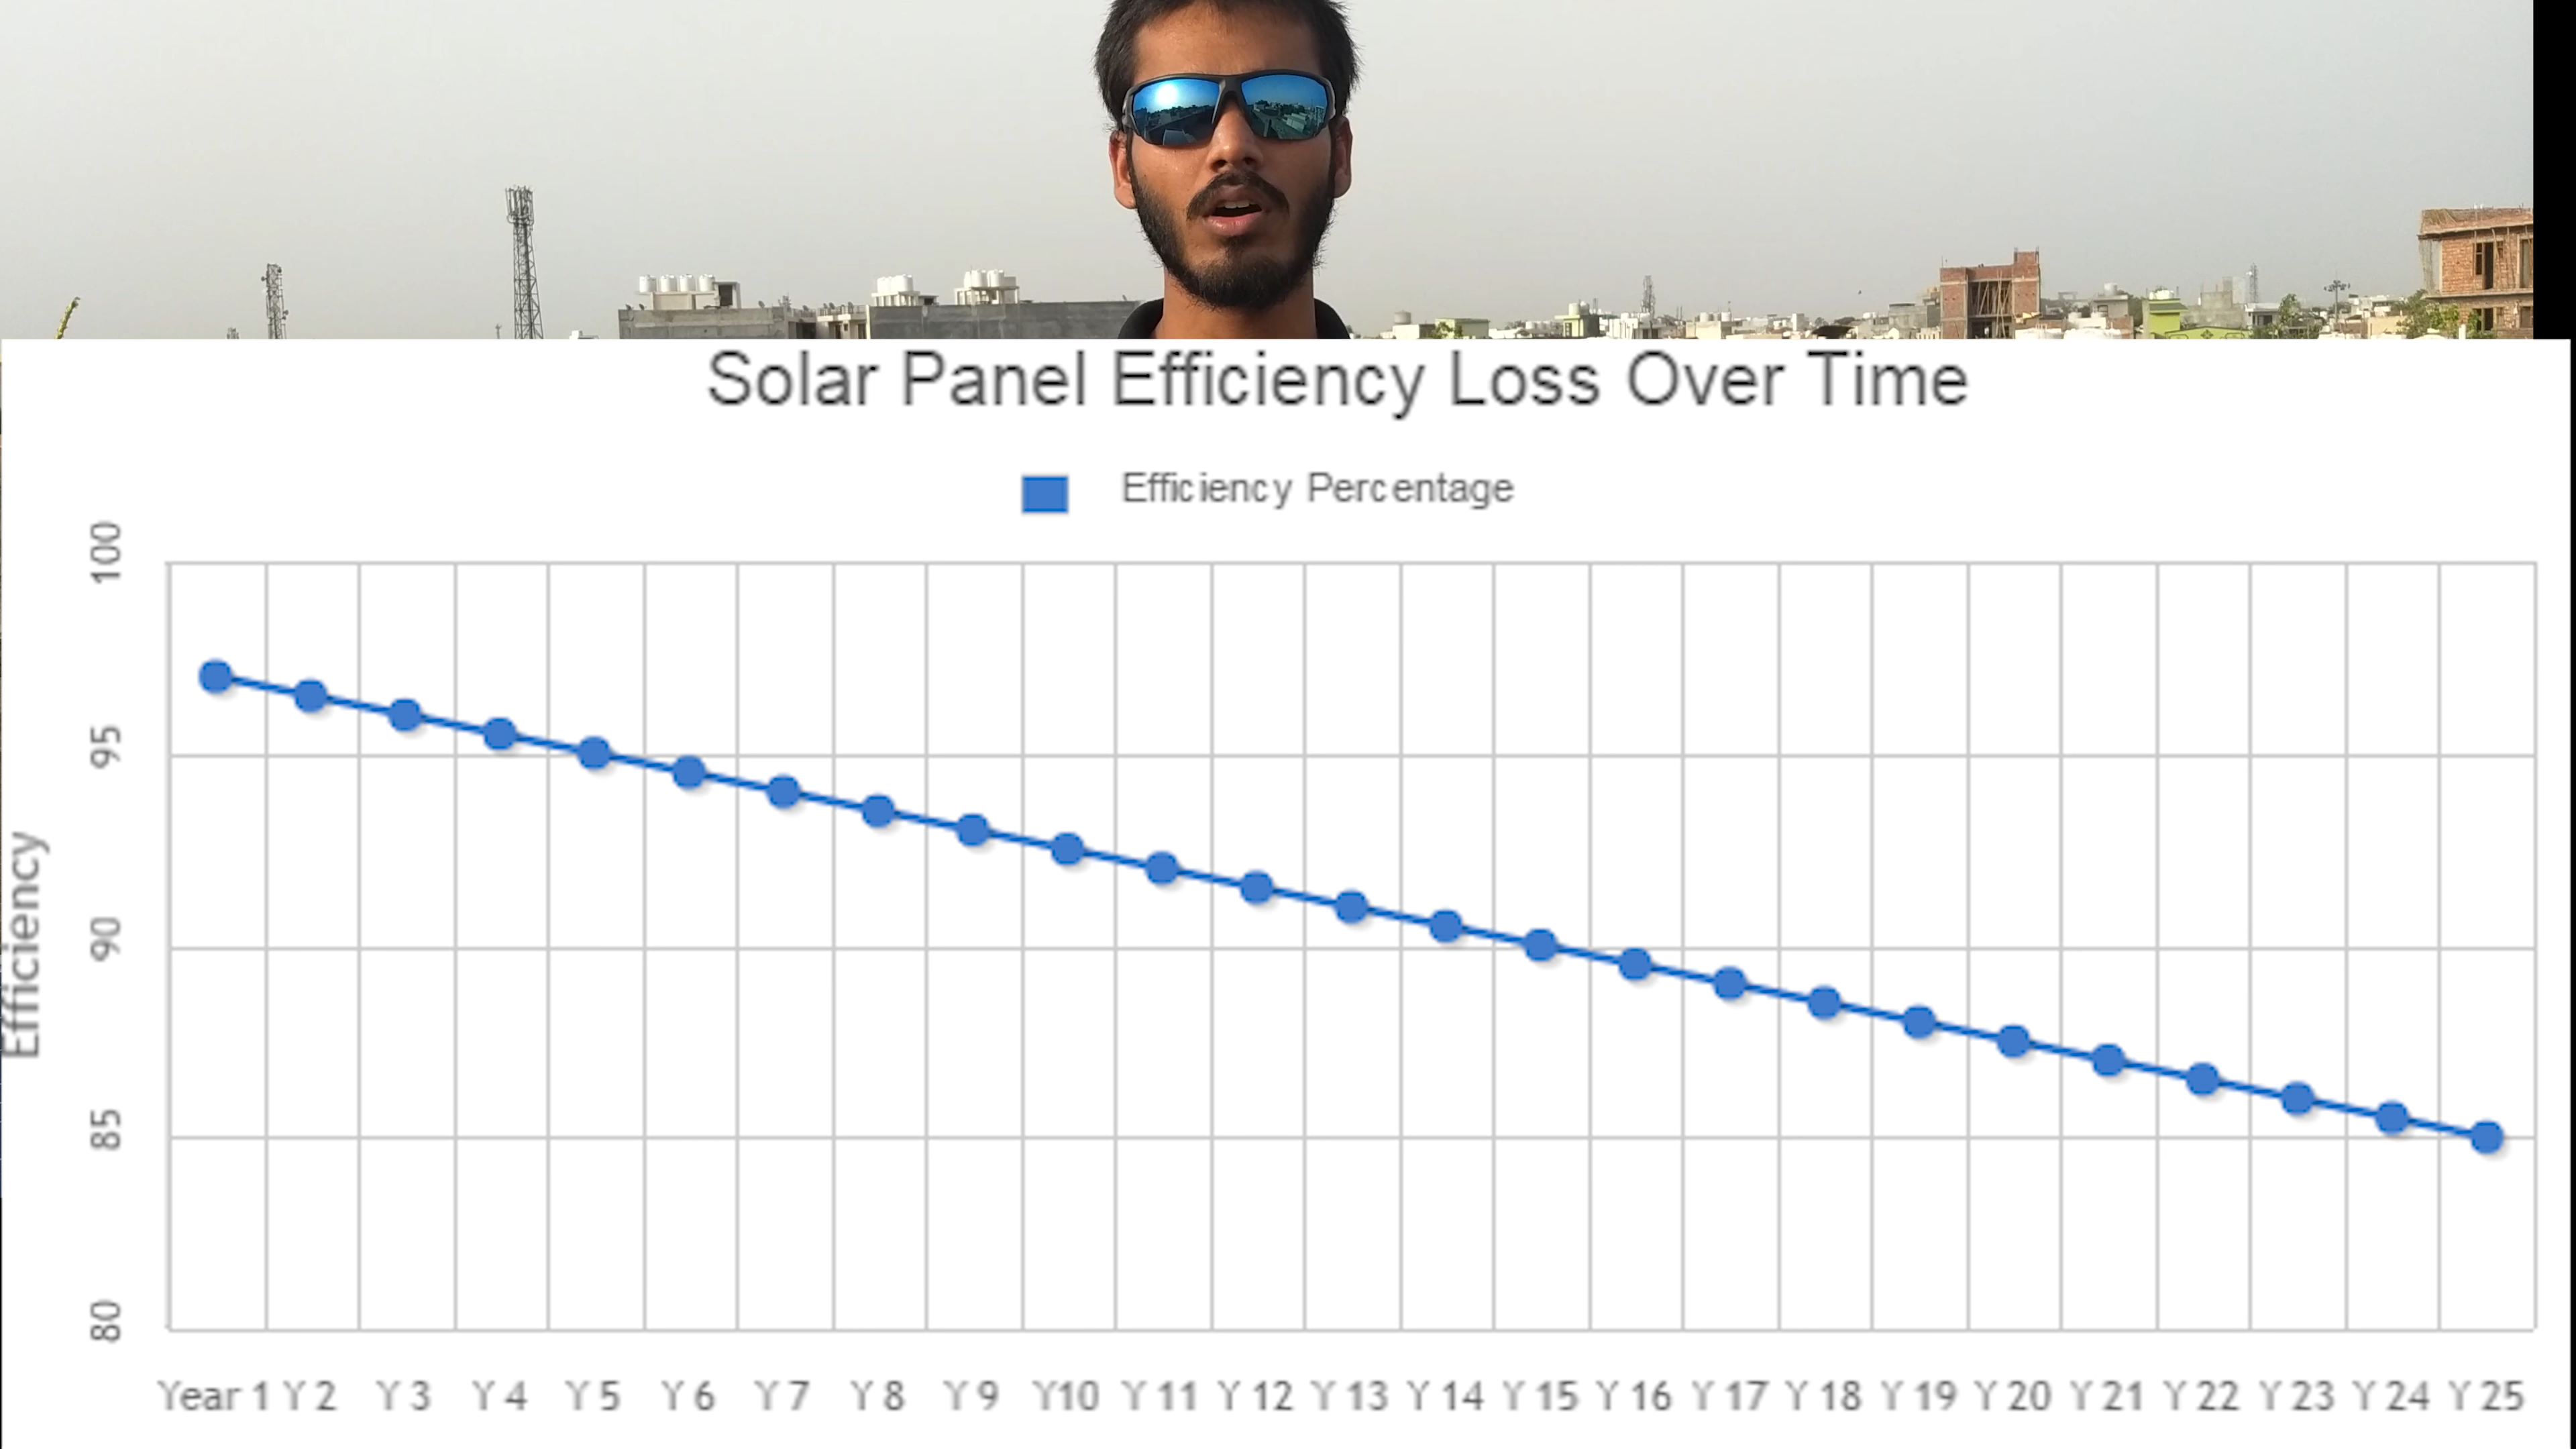 Solar Panel Efficiency Loss Over Time
Efficiency Percentage
100
95
90
85
80
Efficiency
Year 1 Y 2 Y 3 Y 4 Y 5 Y 6 Y 7 Y 8 Y 9 Y10 Y 11 Y 12 Y 13 Y 14 Y 15 Y 16 Y 17 Y 18 Y 19 Y 20 Y 21 Y 22 Y 23 Y 24 Y 25